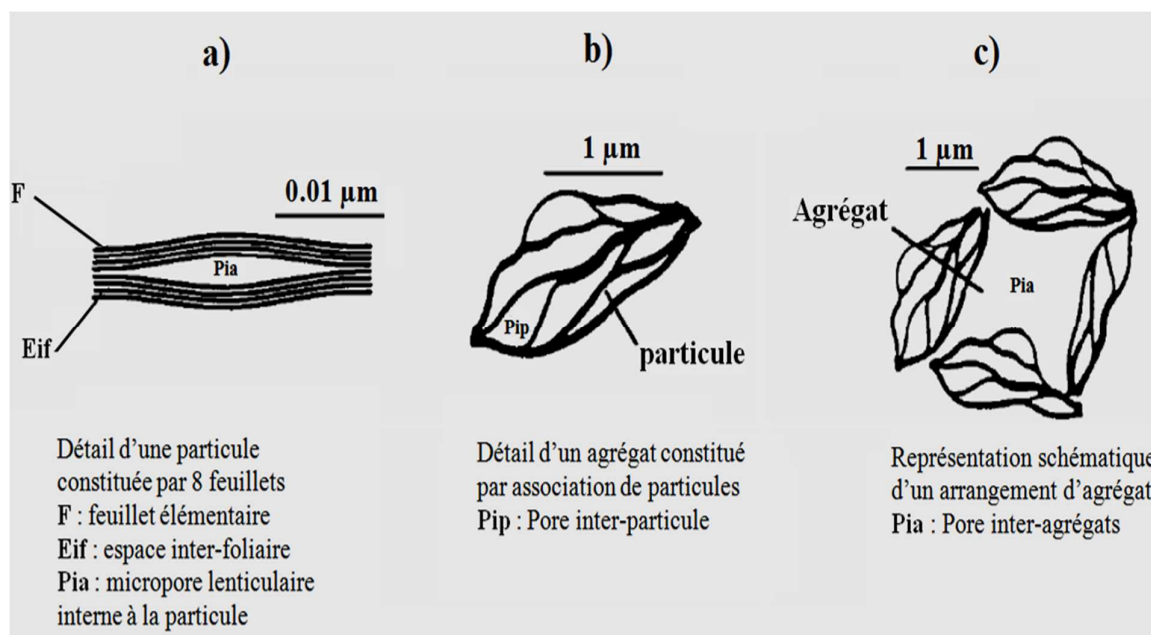 a)
0.01 µm
F
Pia
Eif
Détail d’une particule
constituée par 8 feuillets
F : feuillet élémentaire
Eif : espace inter-foliaire
Pia : micropore lenticulaire
interne à la particule
b)
1 µm
Pip
particule
Détail d’un agrégat constitué
par association de particules
Pip : Pore inter-particule
c)
1 µm
Agrégat
Pia
Représentation schématique
d’un arrangement d’agrégat
Pia : Pore inter-agrégats